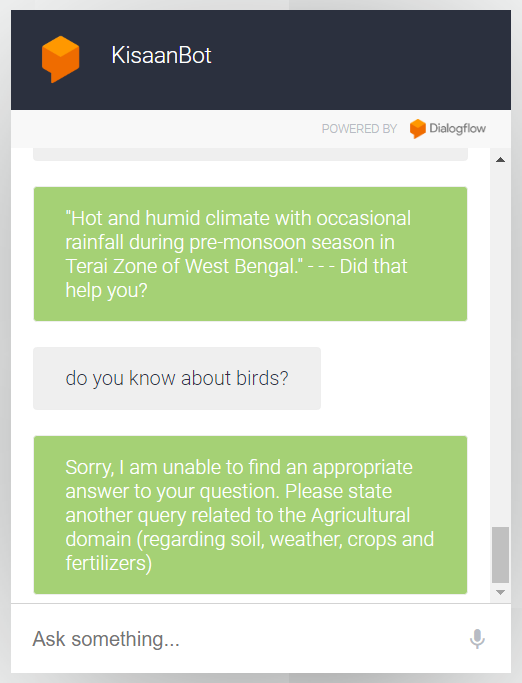 KisaanBot
POWERED BY Dialogflow
"Hot and humid climate with occasional
rainfall during pre-monsoon season in
Terai Zone of West Bengal." - - - Did that
help you?
do you know about birds?
Sorry, I am unable to find an appropriate
answer to your question. Please state
another query related to the Agricultural
domain (regarding soil, weather, crops and
fertilizers)
Ask something...